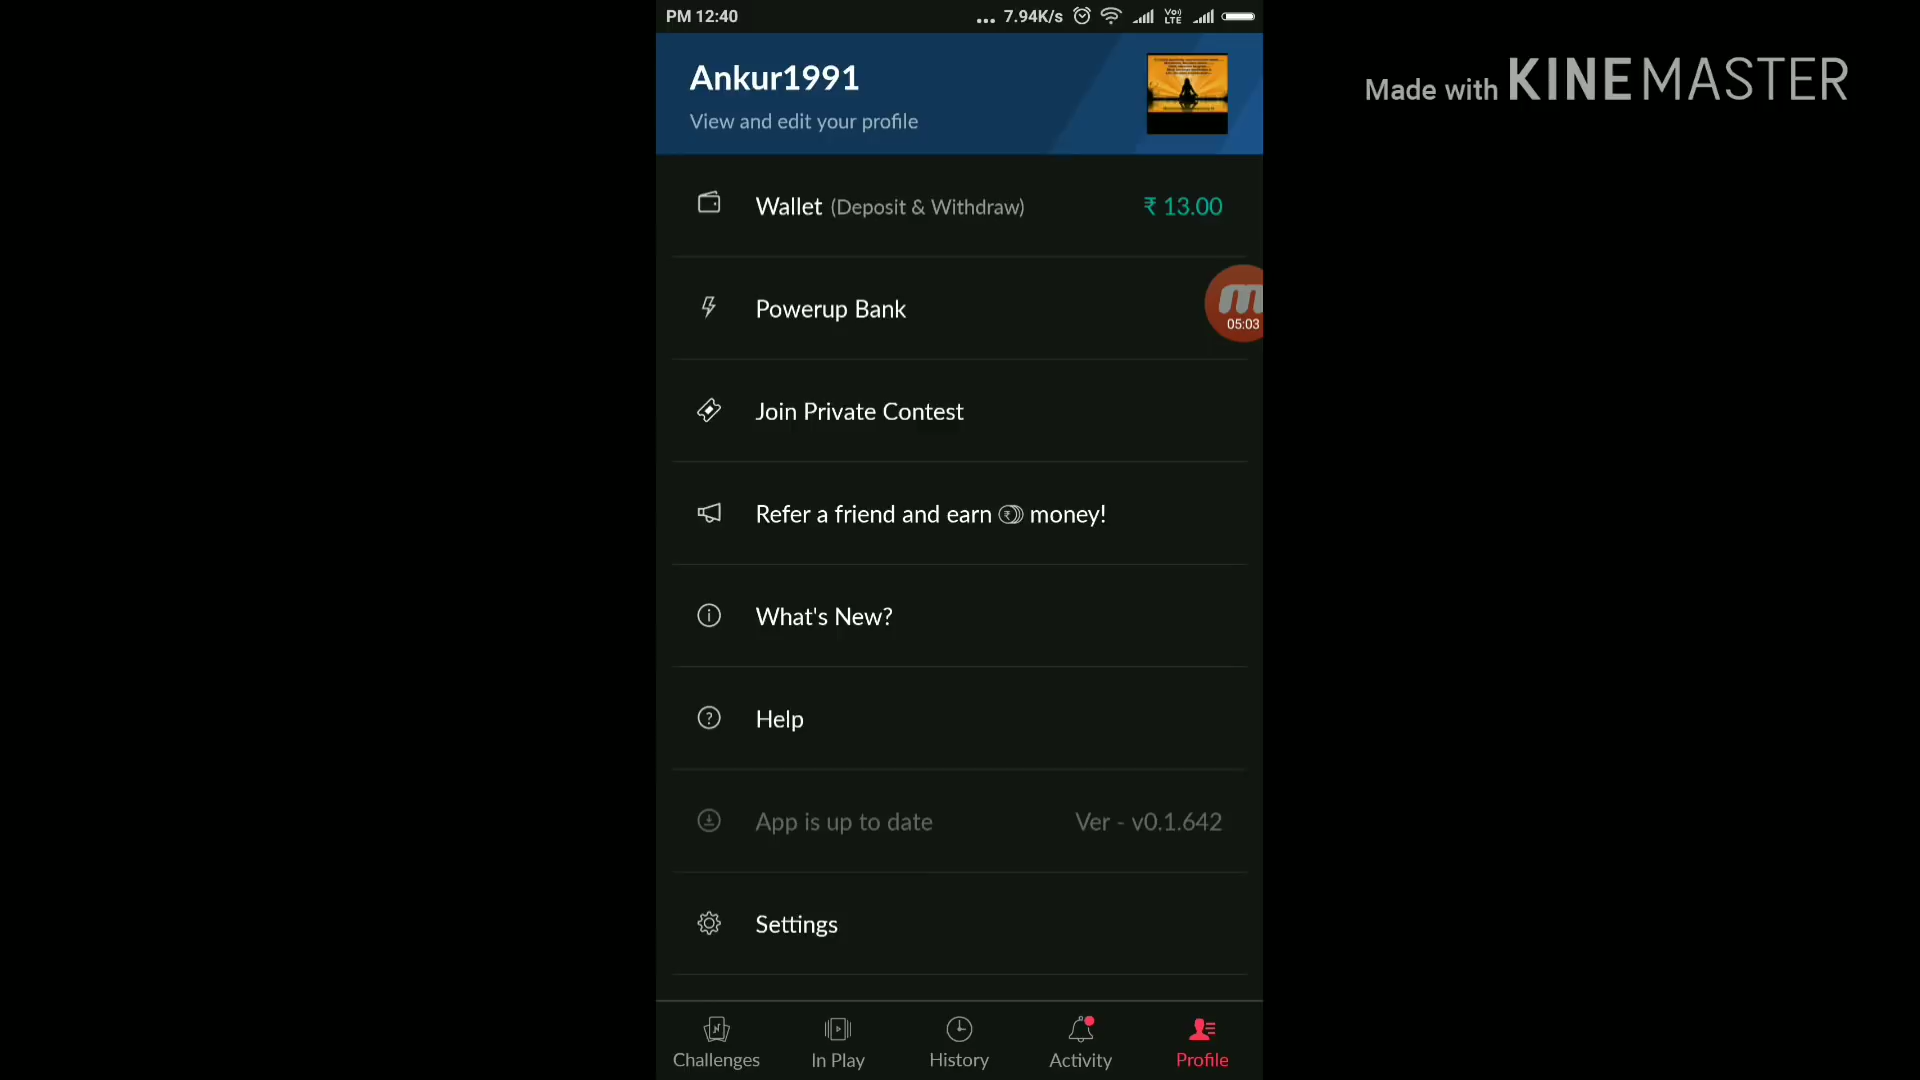 PM 12:40 ... 7.94K/s Vo) LTE
Made with KINEMASTER
Ankur1991
View and edit your profile
Wallet (Deposit & Withdraw) ₹ 13.00
Powerup Bank
05:03
Join Private Contest
Refer a friend and earn ₹ money!
What's New?
Help
App is up to date Ver - v0.1.642
Settings
Challenges In Play History Activity Profile